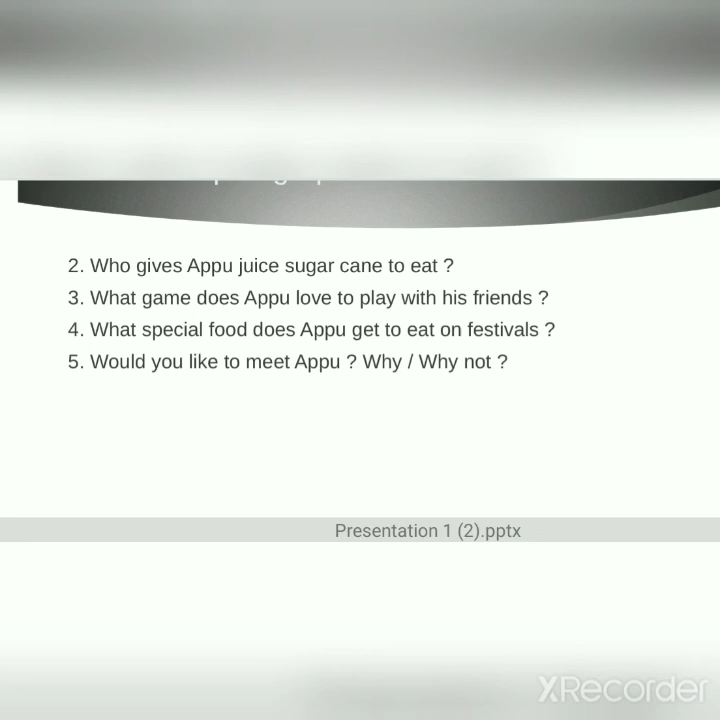 2. Who gives Appu juice sugar cane to eat ?
3. What game does Appu love to play with his friends ?
4. What special food does Appu get to eat on festivals ?
5. Would you like to meet Appu ? Why / Why not ?
Presentation 1 (2).pptx
XRecorder